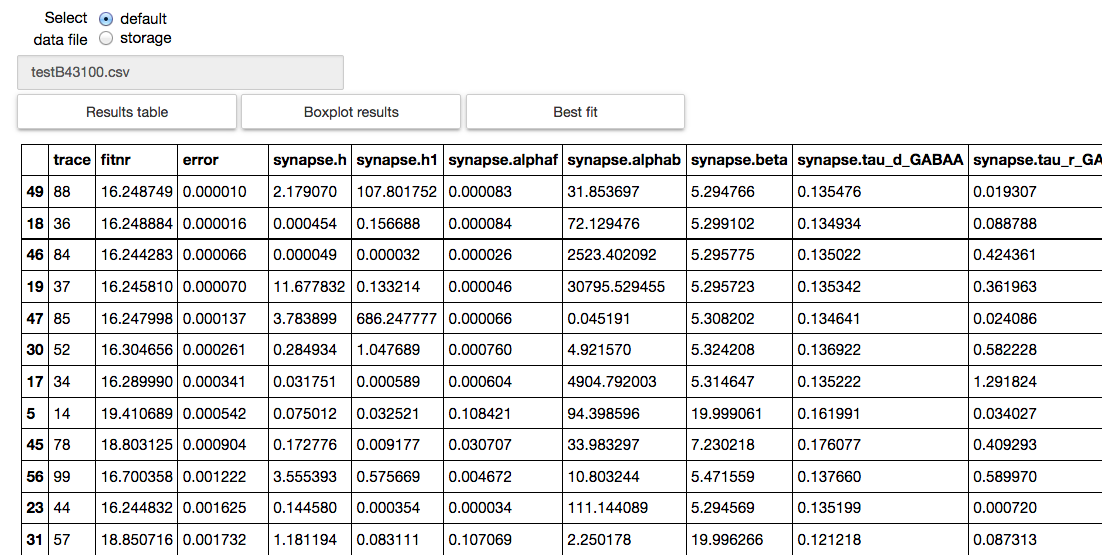 Select default
data file storage
testB43100.csv
Results table Boxplot results Best fit
trace fitnr error synapse.h synapse.h1 synapse.alphaf synapse.alphab synapse.beta synapse.tau_d_GABAA synapse.tau_r_GA
49 88 16.248749 0.000010 2.179070 107.801752 0.000083 31.853697 5.294766 0.135476 0.019307
18 36 16.248884 0.000016 0.000454 0.156688 0.000084 72.129476 5.299102 0.134934 0.088788
46 84 16.244283 0.000066 0.000049 0.000032 0.000026 2523.402092 5.295775 0.135022 0.424361
19 37 16.245810 0.000070 11.677832 0.133214 0.000046 30795.529455 5.295723 0.135342 0.361963
47 85 16.247998 0.000137 3.783899 686.247777 0.000066 0.045191 5.308202 0.134641 0.024086
30 52 16.304656 0.000261 0.284934 1.047689 0.000760 4.921570 5.324208 0.136922 0.582228
17 34 16.289990 0.000341 0.031751 0.000589 0.000604 4904.792003 5.314647 0.135222 1.291824
5 14 19.410689 0.000542 0.075012 0.032521 0.108421 94.398596 19.999061 0.161991 0.034027
45 78 18.803125 0.000904 0.172776 0.009177 0.030707 33.983297 7.230218 0.176077 0.409293
56 99 16.700358 0.001222 3.555393 0.575669 0.004672 10.803244 5.471559 0.137660 0.589970
23 44 16.244832 0.001625 0.144580 0.000354 0.000034 111.144089 5.294569 0.135199 0.000720
31 57 18.850716 0.001732 1.181194 0.083111 0.107069 2.250178 19.996266 0.121218 0.087313